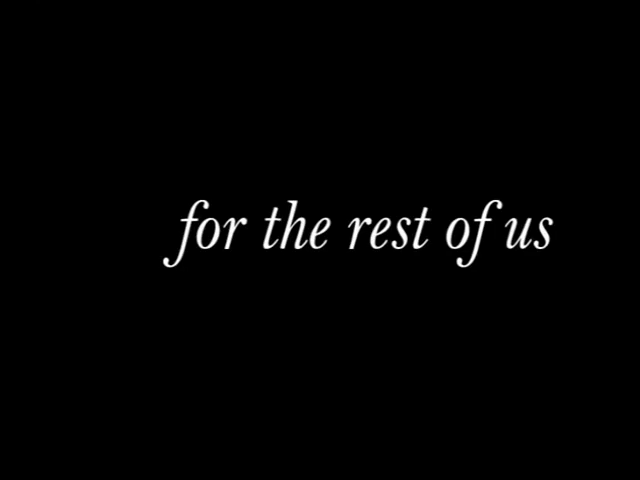 for the rest of us